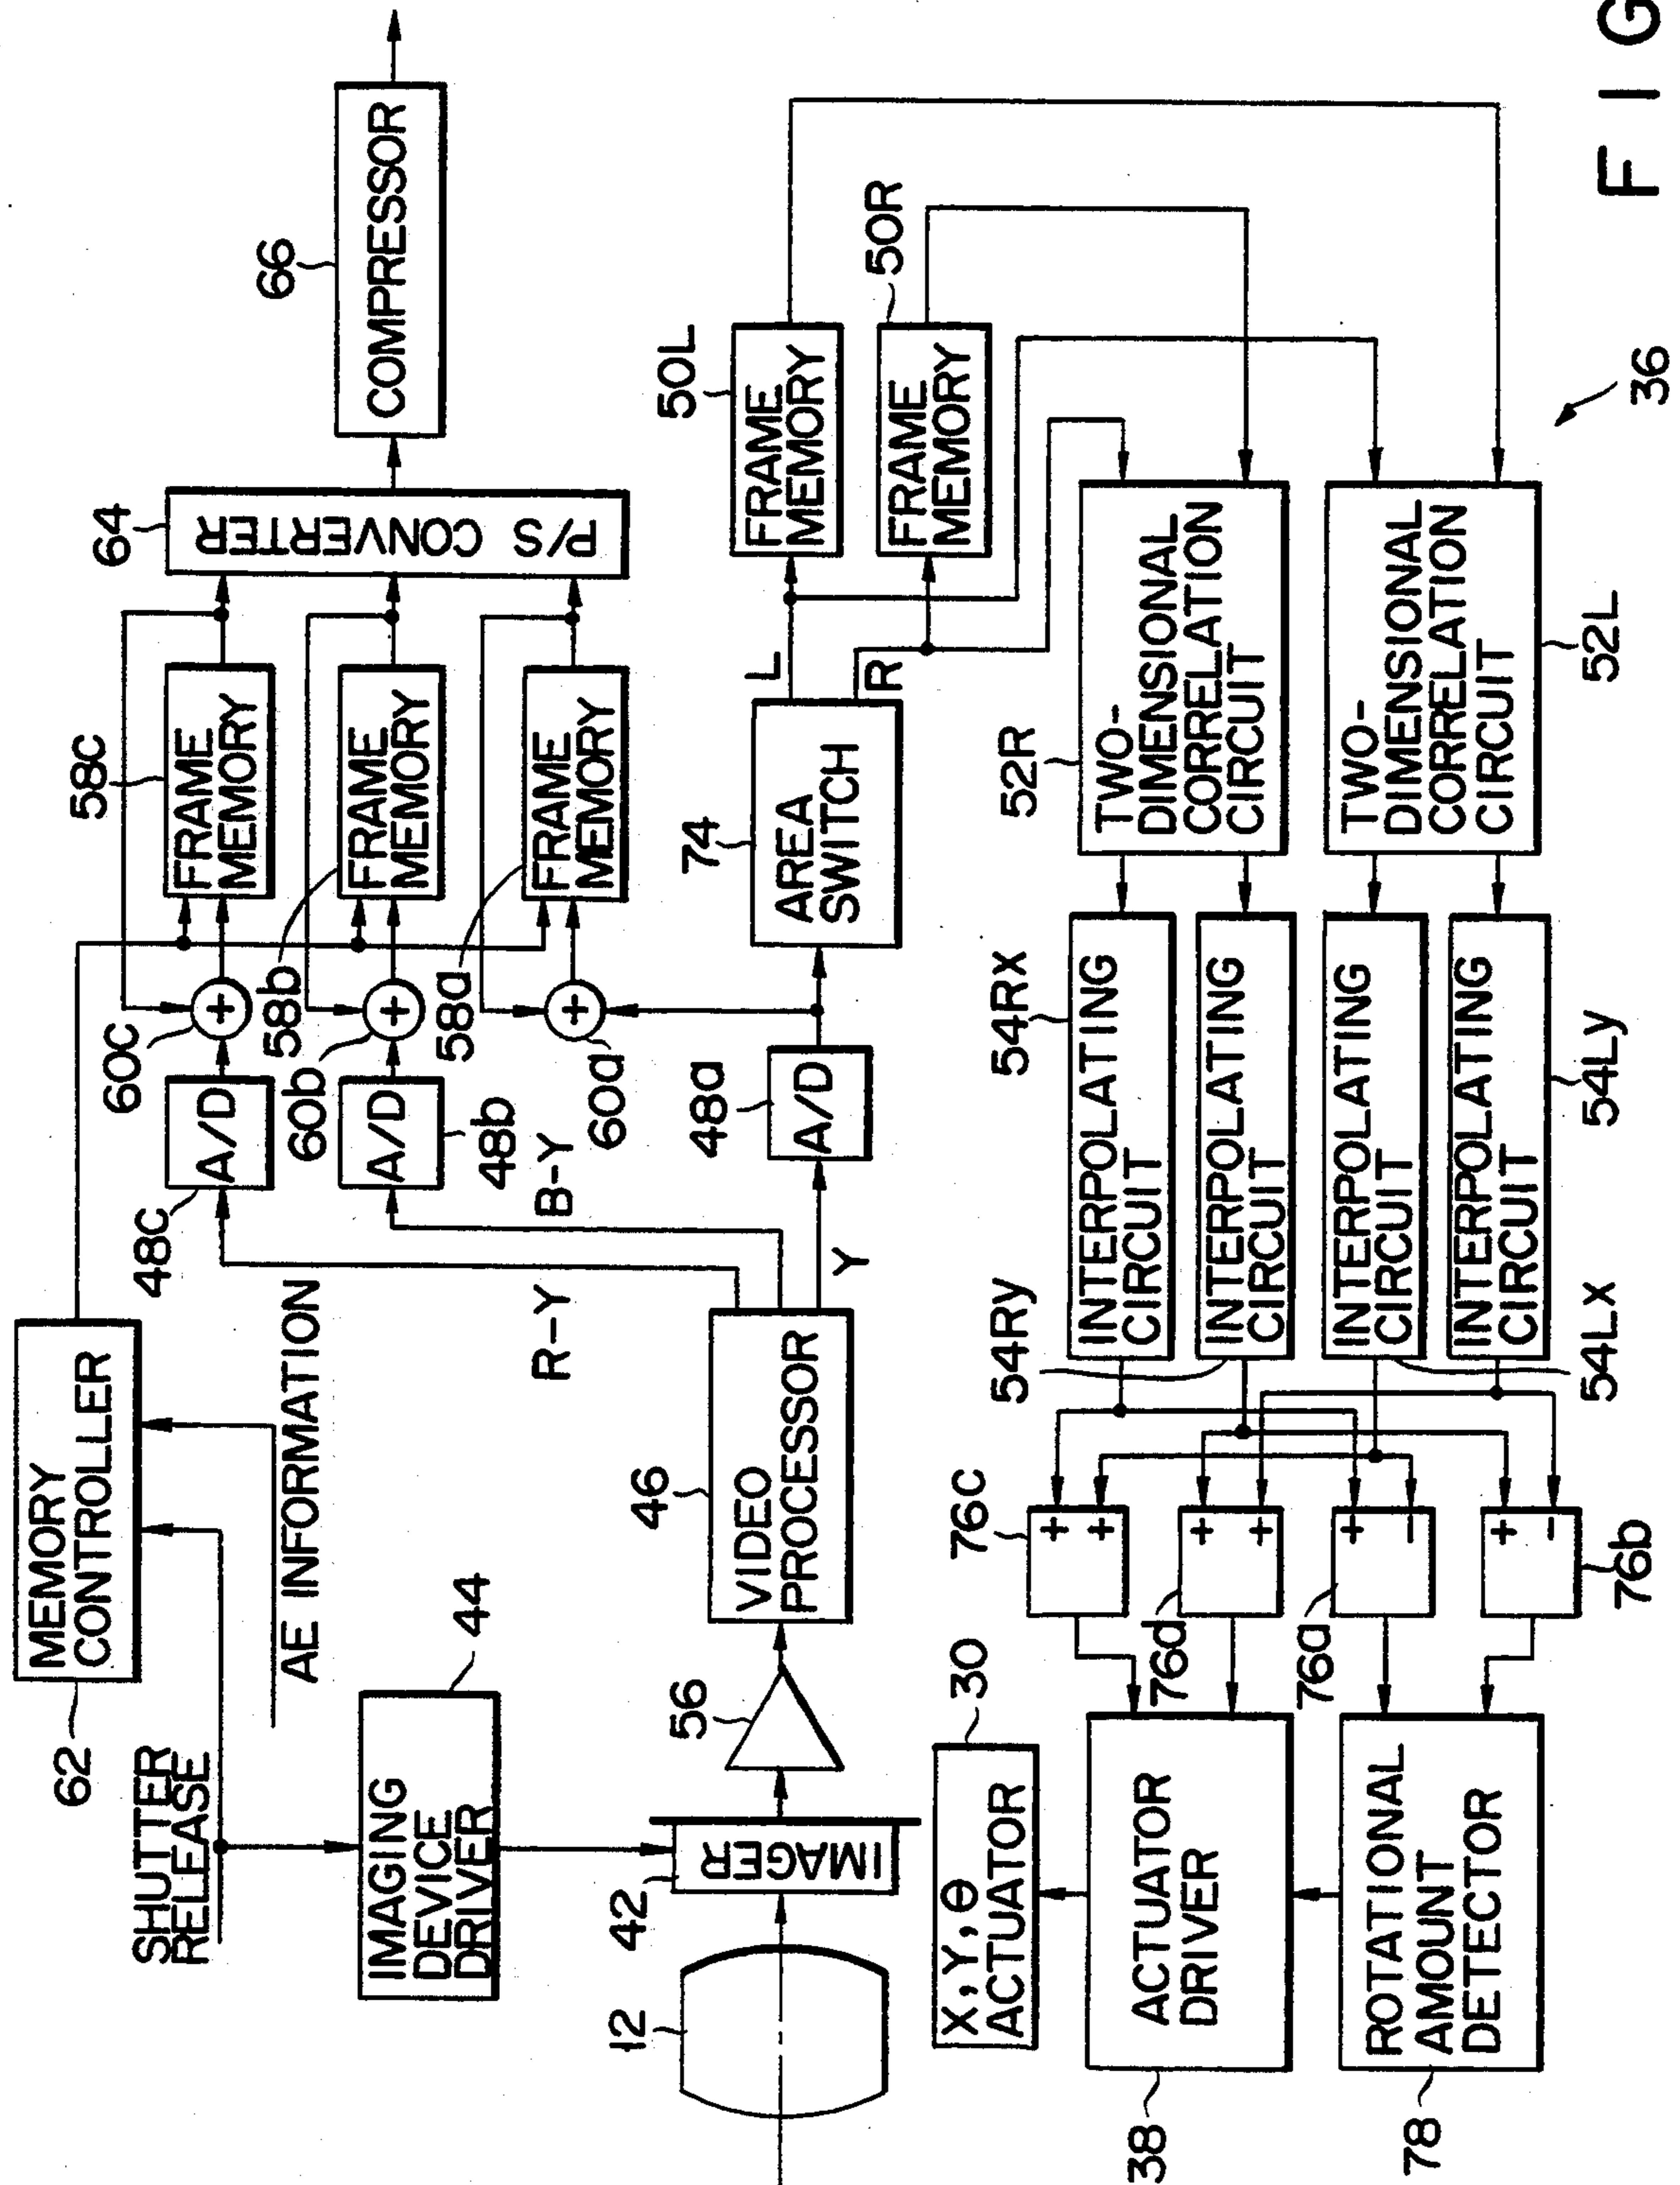 62
MEMORY
CONTROLLER
SHUTTER
RELEASE
AE INFORMATION
IMAGING
DEVICE
DRIVER
44
12
42
IMAGER
56
46
VIDEO
PROCESSOR
R-Y
B-Y
Y
48C
A/D
48b
A/D
48a
A/D
60C
+
60b
+
60a
+
58C
FRAME
MEMORY
58b
FRAME
MEMORY
58a
FRAME
MEMORY
64
P/S CONVERTER
66
COMPRESSOR
74
AREA
SWITCH
L
R
50L
FRAME
MEMORY
50R
FRAME
MEMORY
52R
TWO-
DIMENSIONAL
CORRELATION
CIRCUIT
TWO-
DIMENSIONAL
CORRELATION
CIRCUIT
52L
54RX
INTERPOLATING
CIRCUIT
54Ry
INTERPOLATING
CIRCUIT
INTERPOLATING
CIRCUIT
54LX
INTERPOLATING
CIRCUIT
54Ly
76C
+
+
76d
+
+
76a
+
−
76b
+
−
30
X, Y, θ
ACTUATOR
ACTUATOR
DRIVER
38
ROTATIONAL
AMOUNT
DETECTOR
78
36
FIG